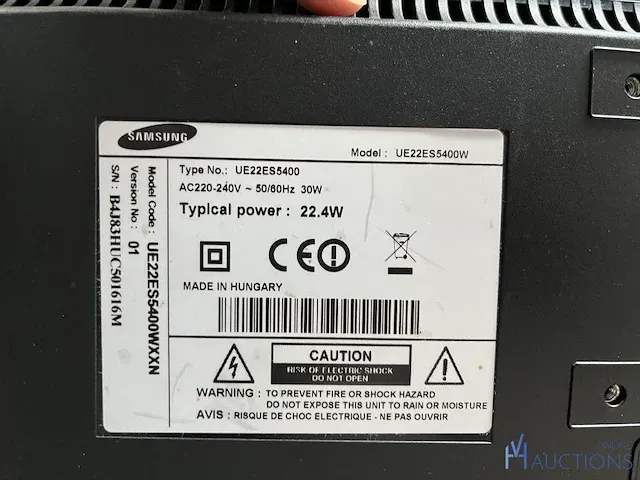 SAMSUNG
Model : UE22ES5400W
Type No.: UE22ES5400
AC220-240V ~ 50/60Hz 30W
Typical power : 22.4W
MADE IN HUNGARY
Model Code : UE22ES5400WXXN
Version No : 01
S/N : B4J83HUC501616M
CAUTION
RISK OF ELECTRIC SHOCK
DO NOT OPEN
WARNING : TO PREVENT FIRE OR SHOCK HAZARD
DO NOT EXPOSE THIS UNIT TO RAIN OR MOISTURE
AVIS : RISQUE DE CHOC ELECTRIQUE - NE PAS OUVRIR
ONLINE
AUCTIONS